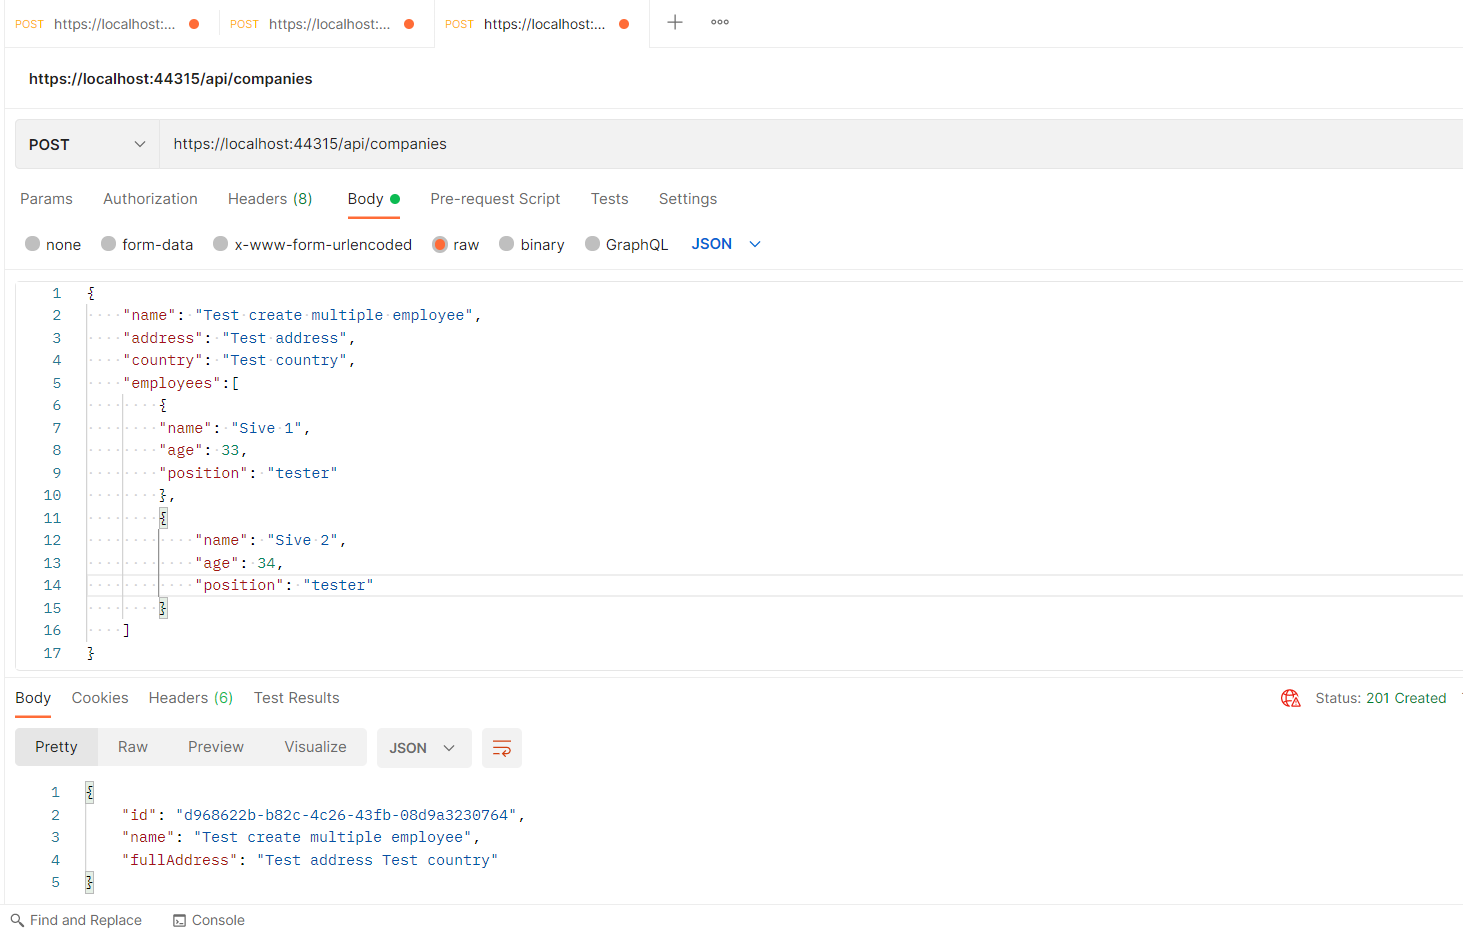 POST https://localhost:... POST https://localhost:... POST https://localhost:...
https://localhost:44315/api/companies
POST https://localhost:44315/api/companies
Params Authorization Headers (8) Body Pre-request Script Tests Settings
none form-data x-www-form-urlencoded raw binary GraphQL JSON
1 {
2 "name": "Test create multiple employee",
3 "address": "Test address",
4 "country": "Test country",
5 "employees":[
6 {
7 "name": "Sive 1",
8 "age": 33,
9 "position": "tester"
10 },
11 {
12 "name": "Sive 2",
13 "age": 34,
14 "position": "tester"
15 }
16 ]
17 }
Body Cookies Headers (6) Test Results Status: 201 Created
Pretty Raw Preview Visualize JSON
1 {
2 "id": "d968622b-b82c-4c26-43fb-08d9a3230764",
3 "name": "Test create multiple employee",
4 "fullAddress": "Test address Test country"
5 }
Find and Replace Console